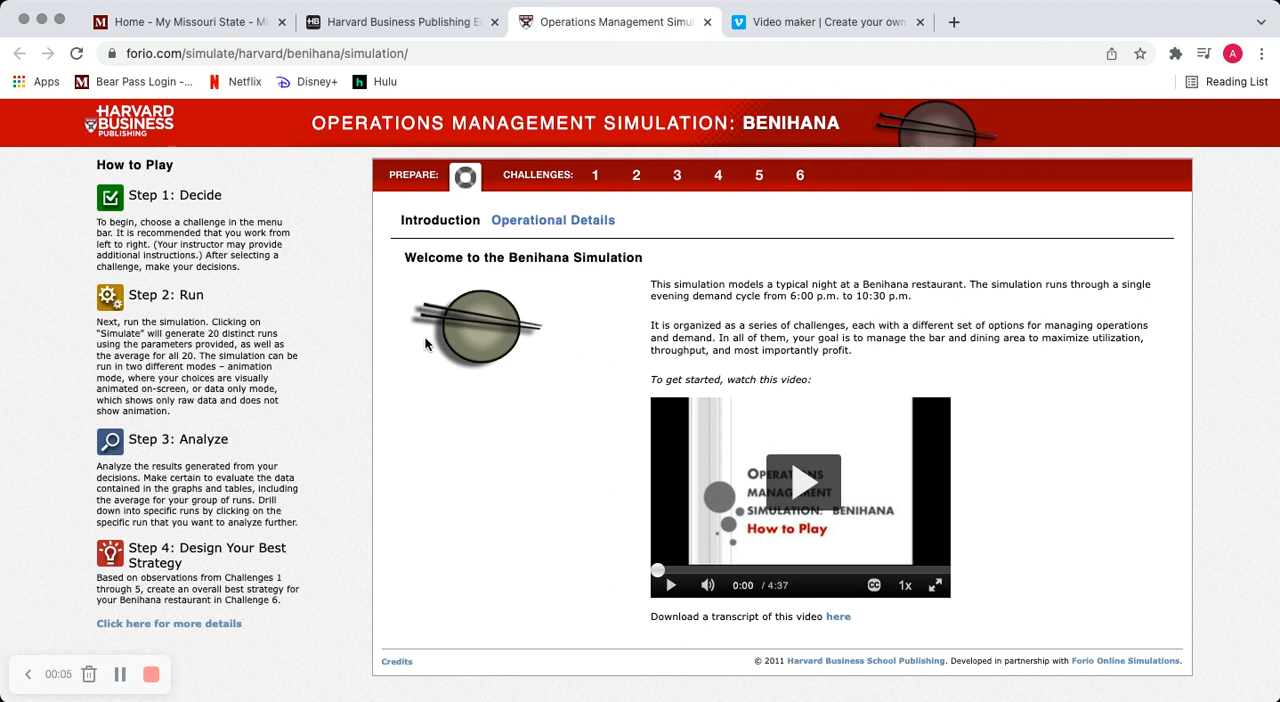 Home - My Missouri State - Mi
Harvard Business Publishing E
Operations Management Simul
Video maker | Create your own
forio.com/simulate/harvard/benihana/simulation/
A
Apps
Bear Pass Login -...
Netflix
Disney+
Hulu
Reading List
HARVARD
BUSINESS
PUBLISHING
OPERATIONS MANAGEMENT SIMULATION: BENIHANA
How to Play
Step 1: Decide
To begin, choose a challenge in the menu
bar. It is recommended that you work from
left to right. (Your instructor may provide
additional instructions.) After selecting a
challenge, make your decisions.
Step 2: Run
Next, run the simulation. Clicking on
“Simulate” will generate 20 distinct runs
using the parameters provided, as well as
the average for all 20. The simulation can be
run in two different modes – animation
mode, where your choices are visually
animated on-screen, or data only mode,
which shows only raw data and does not
show animation.
Step 3: Analyze
Analyze the results generated from your
decisions. Make certain to evaluate the data
contained in the graphs and tables, including
the average for your group of runs. Drill
down into specific runs by clicking on the
specific run that you want to analyze further.
Step 4: Design Your Best
Strategy
Based on observations from Challenges 1
through 5, create an overall best strategy for
your Benihana restaurant in Challenge 6.
Click here for more details
00:05
PREPARE:
CHALLENGES: 1 2 3 4 5 6
Introduction Operational Details
Welcome to the Benihana Simulation
This simulation models a typical night at a Benihana restaurant. The simulation runs through a single
evening demand cycle from 6:00 p.m. to 10:30 p.m.
It is organized as a series of challenges, each with a different set of options for managing operations
and demand. In all of them, your goal is to manage the bar and dining area to maximize utilization,
throughput, and most importantly profit.
To get started, watch this video:
OPERATIONS
MANAGEMENT
SIMULATION: BENIHANA
How to Play
0:00 / 4:37
CC
1x
Download a transcript of this video here
Credits
© 2011 Harvard Business School Publishing. Developed in partnership with Forio Online Simulations.